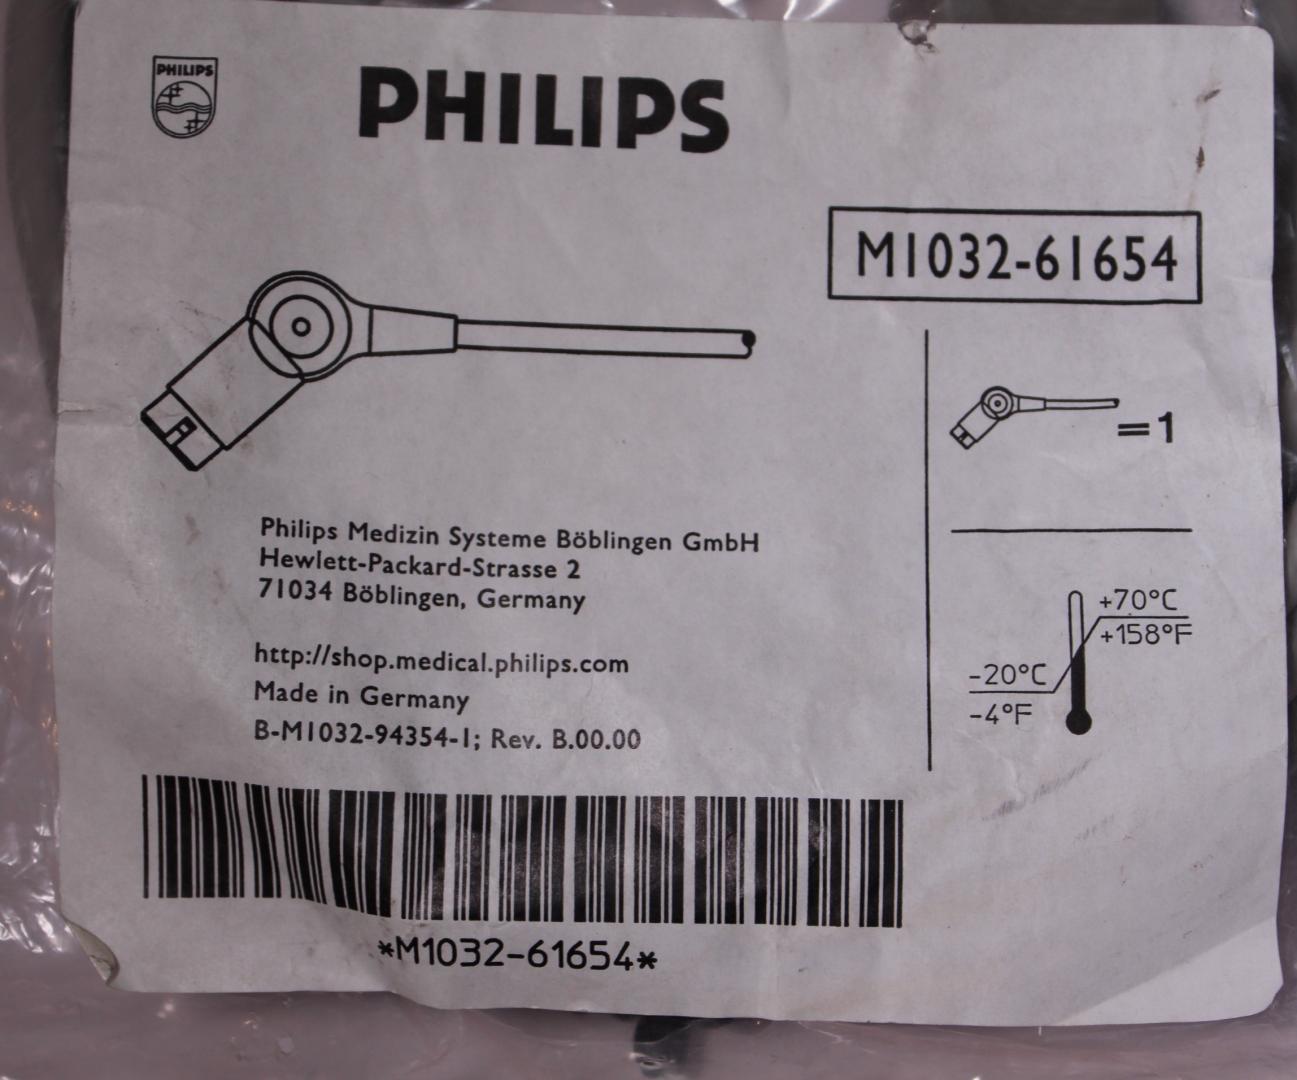 PHILIPS
PHILIPS
M1032-61654
=1
Philips Medizin Systeme Böblingen GmbH
Hewlett-Packard-Strasse 2
71034 Böblingen, Germany
+70°C
+158°F
-20°C
-4°F
http://shop.medical.philips.com
Made in Germany
B-M1032-94354-1; Rev. B.00.00
*M1032-61654*